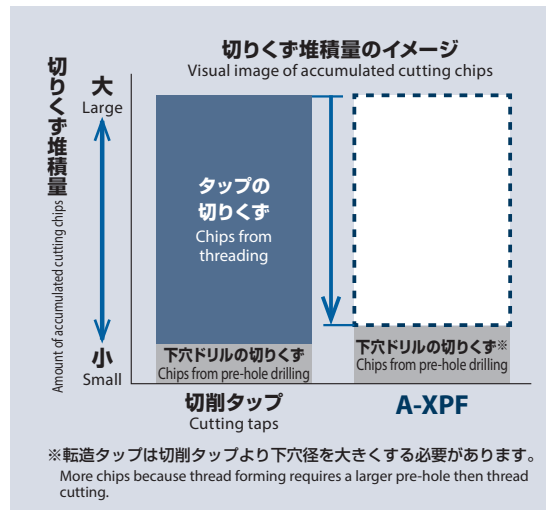 切りくず堆積量のイメージ
Visual image of accumulated cutting chips
切りくず堆積量
Amount of accumulated cutting chips
大
Large
小
Small
タップの
切りくず
Chips from
threading
下穴ドリルの切りくず
Chips from pre-hole drilling
下穴ドリルの切りくず※
Chips from pre-hole drilling
切削タップ
Cutting taps
A-XPF
※転造タップは切削タップより下穴径を大きくする必要があります。
More chips because thread forming requires a larger pre-hole then thread
cutting.